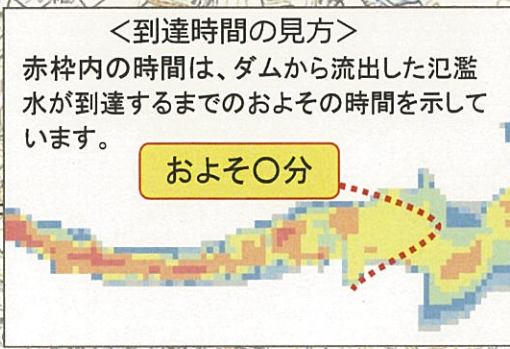 ＜到達時間の見方＞
赤枠内の時間は、ダムから流出した氾濫
水が到達するまでのおよその時間を示して
います。
およそ〇分